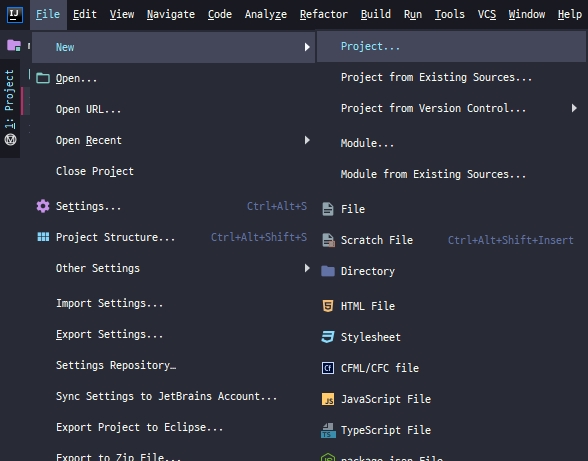 IJ File Edit View Navigate Code Analyze Refactor Build Run Tools VCS Window Help
1: Project
New
Open...
Open URL...
Open Recent
Close Project
Settings... Ctrl+Alt+S
Project Structure... Ctrl+Alt+Shift+S
Other Settings
Import Settings...
Export Settings...
Settings Repository…
Sync Settings to JetBrains Account...
Export Project to Eclipse...
Export to Zip File...
Project...
Project from Existing Sources...
Project from Version Control...
Module...
Module from Existing Sources...
File
Scratch File Ctrl+Alt+Shift+Insert
Directory
HTML File
Stylesheet
CFML/CFC file
JavaScript File
TypeScript File
package.json File